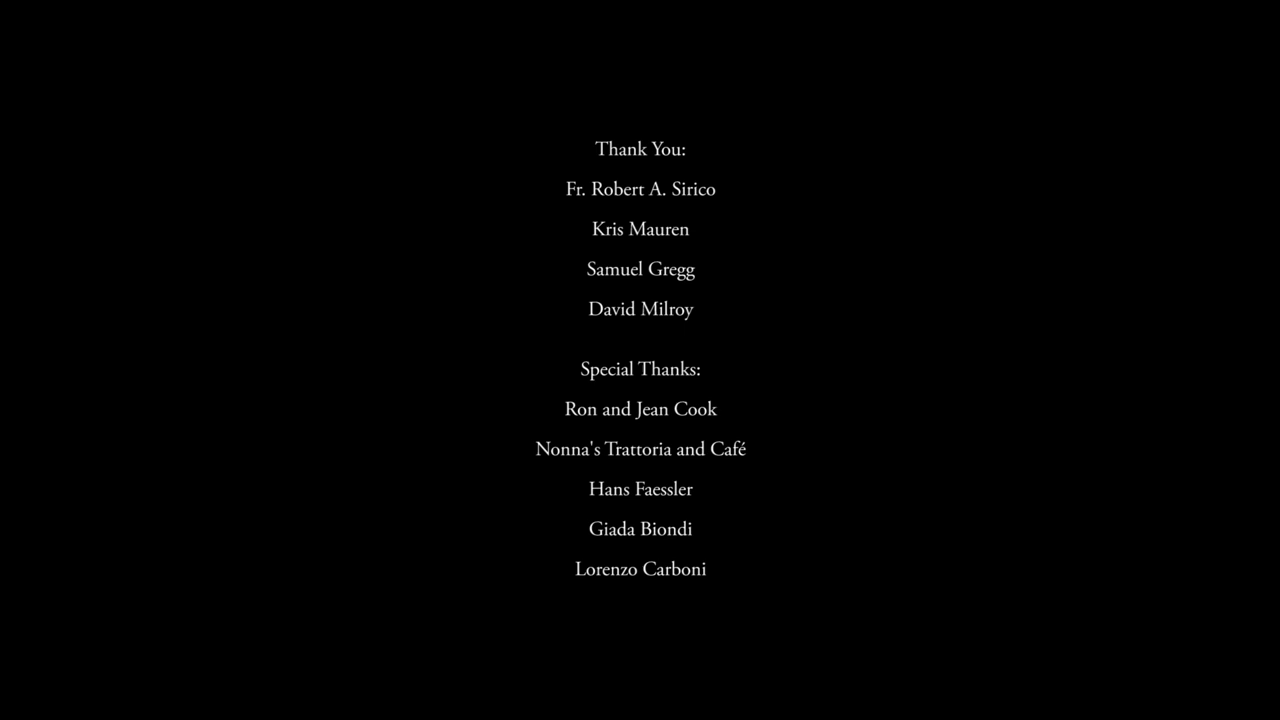 Thank You:
Fr. Robert A. Sirico
Kris Mauren
Samuel Gregg
David Milroy
Special Thanks:
Ron and Jean Cook
Nonna's Trattoria and Café
Hans Faessler
Giada Biondi
Lorenzo Carboni